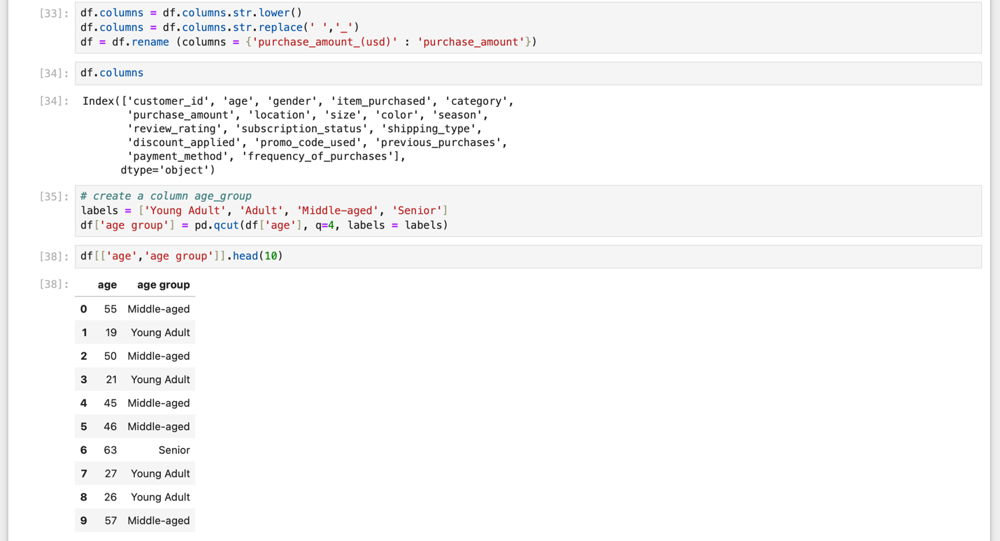 [33]: df.columns = df.columns.str.lower()
df.columns = df.columns.str.replace(' ','_')
df = df.rename (columns = {'purchase_amount_(usd)' : 'purchase_amount'})
[34]: df.columns
[34]: Index(['customer_id', 'age', 'gender', 'item_purchased', 'category',
'purchase_amount', 'location', 'size', 'color', 'season',
'review_rating', 'subscription_status', 'shipping_type',
'discount_applied', 'promo_code_used', 'previous_purchases',
'payment_method', 'frequency_of_purchases'],
dtype='object')
[35]: # create a column age_group
labels = ['Young Adult', 'Adult', 'Middle-aged', 'Senior']
df['age group'] = pd.qcut(df['age'], q=4, labels = labels)
[38]: df[['age','age group']].head(10)
[38]: age age group
0 55 Middle-aged
1 19 Young Adult
2 50 Middle-aged
3 21 Young Adult
4 45 Middle-aged
5 46 Middle-aged
6 63 Senior
7 27 Young Adult
8 26 Young Adult
9 57 Middle-aged